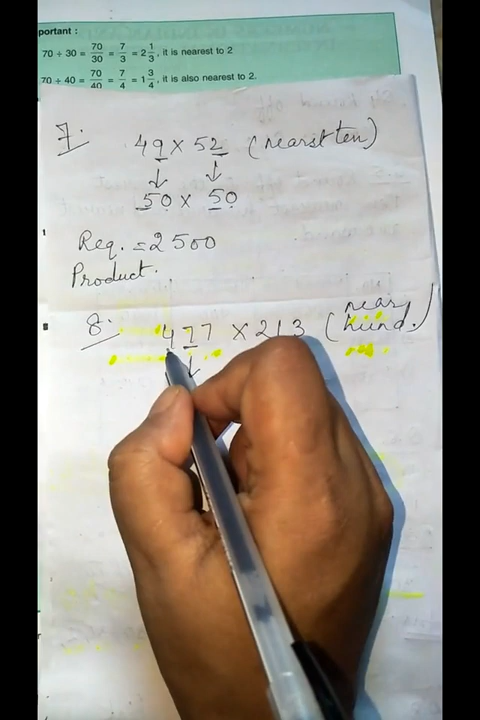 portant :
70 ÷ 30 = 70/30 = 7/3 = 2 1/3, it is nearest to 2
70 ÷ 40 = 70/40 = 7/4 = 1 3/4, it is also nearest to 2.
7. 49 × 52 (nearst ten)
↓ ↓
50 × 50
Req. = 2500
Product.
8. 477 × 213 (near hund.)
↓